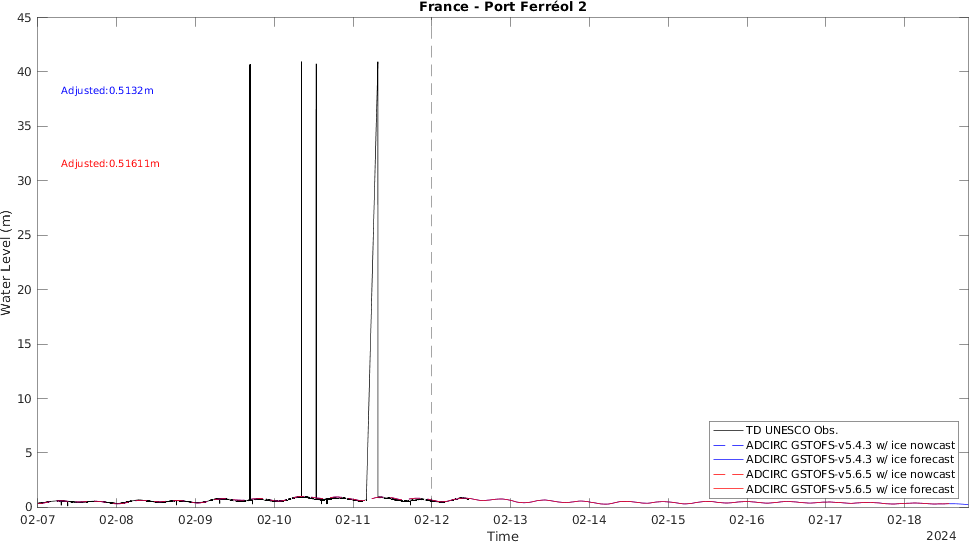 France - Port Ferréol 2
45
40
35
30
25
20
15
10
5
0
Water Level (m)
Adjusted:0.5132m
Adjusted:0.51611m
TD UNESCO Obs.
ADCIRC GSTOFS-v5.4.3 w/ ice nowcast
ADCIRC GSTOFS-v5.4.3 w/ ice forecast
ADCIRC GSTOFS-v5.6.5 w/ ice nowcast
ADCIRC GSTOFS-v5.6.5 w/ ice forecast
02-07 02-08 02-09 02-10 02-11 02-12 02-13 02-14 02-15 02-16 02-17 02-18
Time
2024